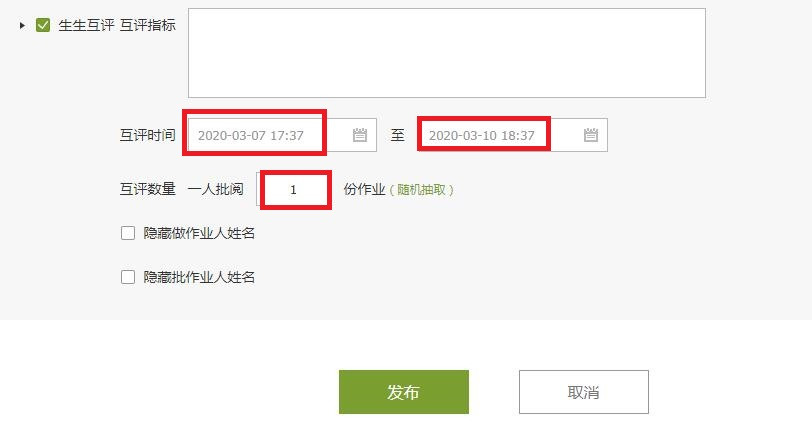 生生互评 互评指标
互评时间 2020-03-07 17:37 至 2020-03-10 18:37
互评数量 一人批阅 1 份作业（随机抽取）
隐藏做作业人姓名
隐藏批作业人姓名
发布 取消